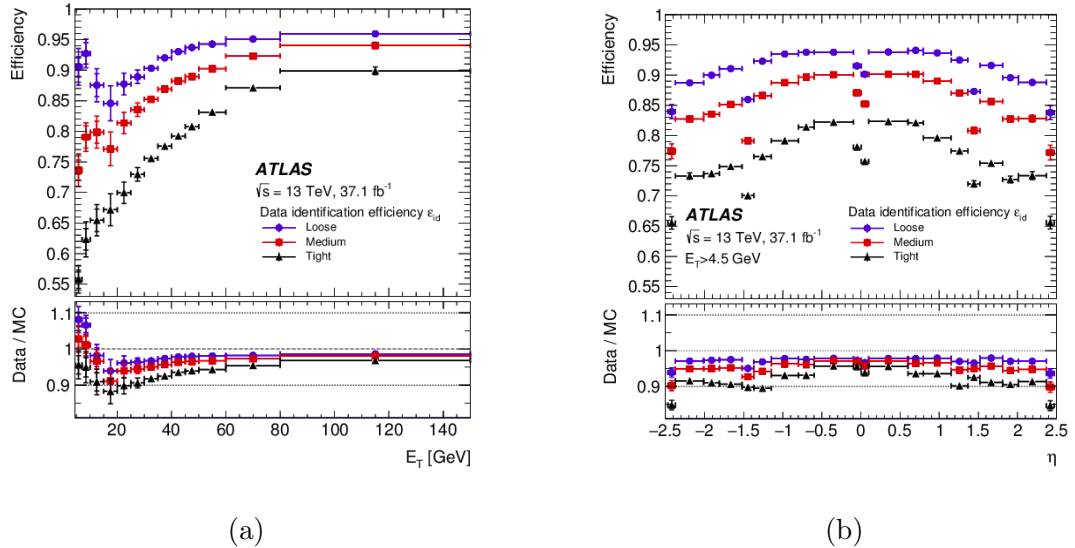 Efficiency
1
0.95
0.9
0.85
0.8
0.75
0.7
0.65
0.6
0.55
ATLAS
√s = 13 TeV, 37.1 fb⁻¹
Data identification efficiency ε_id
Loose
Medium
Tight
Data / MC
1.1
1
0.9
20 40 60 80 100 120 140
E_T [GeV]
(a)
Efficiency
1
0.95
0.9
0.85
0.8
0.75
0.7
0.65
0.6
0.55
ATLAS
√s = 13 TeV, 37.1 fb⁻¹
E_T>4.5 GeV
Data identification efficiency ε_id
Loose
Medium
Tight
Data / MC
1.1
1
0.9
−2.5 −2 −1.5 −1 −0.5 0 0.5 1 1.5 2 2.5
η
(b)